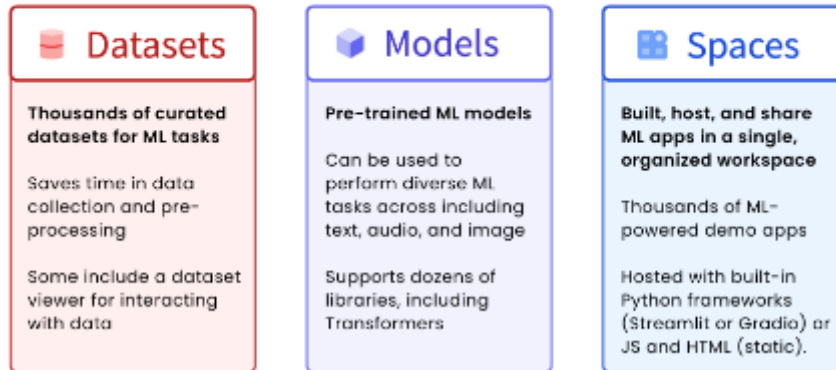 Datasets
Thousands of curated
datasets for ML tasks
Saves time in data
collection and pre-
processing
Some include a dataset
viewer for interacting
with data
Models
Pre-trained ML models
Can be used to
perform diverse ML
tasks across including
text, audio, and image
Supports dozens of
libraries, including
Transformers
Spaces
Built, host, and share
ML apps in a single,
organized workspace
Thousands of ML-
powered demo apps
Hosted with built-in
Python frameworks
(Streamlit or Gradio) or
JS and HTML (static).